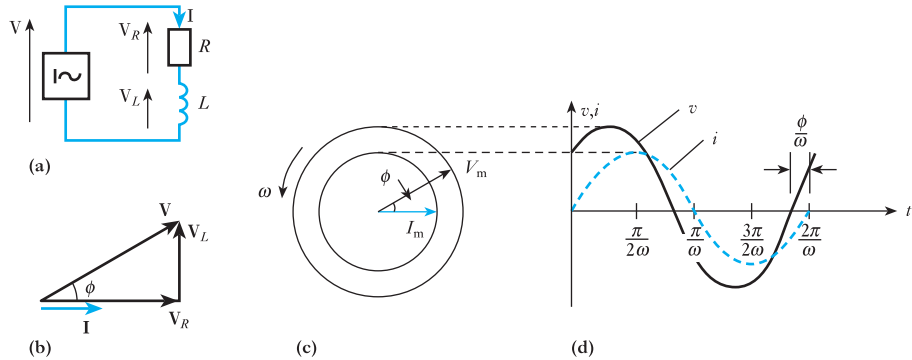 V
I
V_R
R
V_L
L
(a)
V
V_L
ϕ
I
V_R
(b)
ω
ϕ
V_m
I_m
(c)
v,i
v
i
ϕ/ω
t
π/2ω
π/ω
3π/2ω
2π/ω
(d)